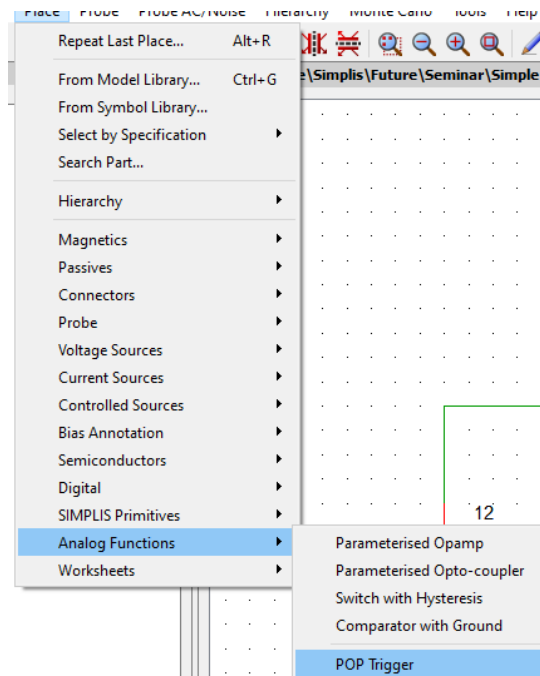 Place Probe Probe AC/Noise Hierarchy Monte Carlo Tools Help
Repeat Last Place... Alt+R
e\Simplis\Future\Seminar\Simple
From Model Library... Ctrl+G
From Symbol Library...
Select by Specification
Search Part...
Hierarchy
Magnetics
Passives
Connectors
Probe
Voltage Sources
Current Sources
Controlled Sources
Bias Annotation
Semiconductors
Digital
SIMPLIS Primitives
12
Analog Functions
Parameterised Opamp
Worksheets
Parameterised Opto-coupler
Switch with Hysteresis
Comparator with Ground
POP Trigger